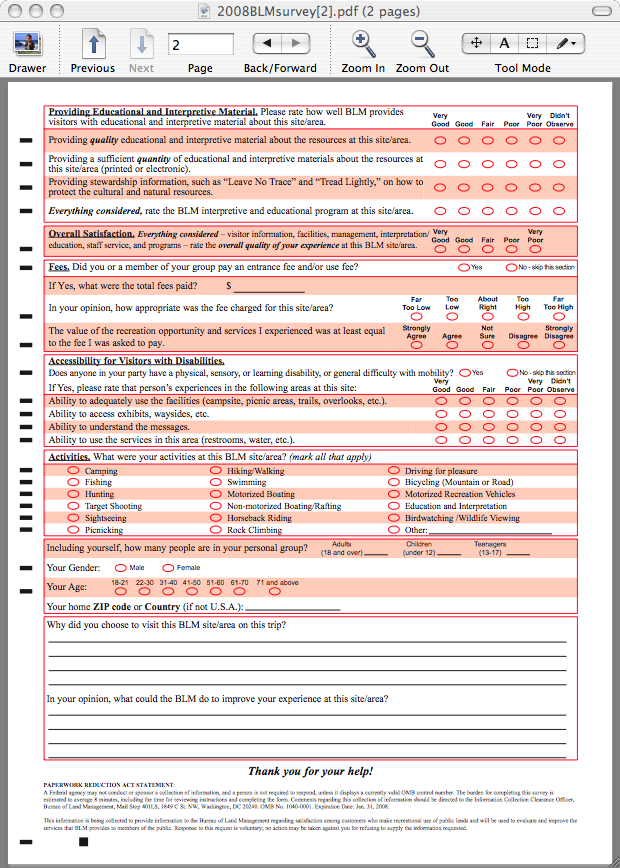 2008BLMsurvey[2].pdf (2 pages)
2
Drawer Previous Next Page Back/Forward Zoom In Zoom Out Tool Mode
A
Providing Educational and Interpretive Material. Please rate how well BLM provides
visitors with educational and interpretive material about this site/area.
Very Good Good Fair Poor Very Poor Didn't Observe
Providing quality educational and interpretive material about the resources at this site/area.
Providing a sufficient quantity of educational and interpretive materials about the resources at
this site/area (printed or electronic).
Providing stewardship information, such as “Leave No Trace” and “Tread Lightly,” on how to
protect the cultural and natural resources.
Everything considered, rate the BLM interpretive and educational program at this site/area.
Overall Satisfaction. Everything considered – visitor information, facilities, management, interpretation/
education, staff service, and programs – rate the overall quality of your experience at this BLM site/area.
Very Good Good Fair Poor Very Poor
Fees. Did you or a member of your group pay an entrance fee and/or use fee? Yes No - skip this section
If Yes, what were the total fees paid? $
In your opinion, how appropriate was the fee charged for this site/area?
Far Too Low Too Low About Right Too High Far Too High
The value of the recreation opportunity and services I experienced was at least equal
to the fee I was asked to pay.
Strongly Agree Agree Not Sure Disagree Strongly Disagree
Accessibility for Visitors with Disabilities.
Does anyone in your party have a physical, sensory, or learning disability, or general difficulty with mobility? Yes No - skip this section
If Yes, please rate that person’s experiences in the following areas at this site:
Very Good Good Fair Poor Very Poor Didn't Observe
Ability to adequately use the facilities (campsite, picnic areas, trails, overlooks, etc.).
Ability to access exhibits, waysides, etc.
Ability to understand the messages.
Ability to use the services in this area (restrooms, water, etc.).
Activities. What were your activities at this BLM site/area? (mark all that apply)
Camping Hiking/Walking Driving for pleasure
Fishing Swimming Bicycling (Mountain or Road)
Hunting Motorized Boating Motorized Recreation Vehicles
Target Shooting Non-motorized Boating/Rafting Education and Interpretation
Sightseeing Horseback Riding Birdwatching /Wildlife Viewing
Picnicking Rock Climbing Other:
Including yourself, how many people are in your personal group? Adults (18 and over) Children (under 12) Teenagers (13-17)
Your Gender: Male Female
Your Age: 18-21 22-30 31-40 41-50 51-60 61-70 71 and above
Your home ZIP code or Country (if not U.S.A.):
Why did you choose to visit this BLM site/area on this trip?
In your opinion, what could the BLM do to improve your experience at this site/area?
Thank you for your help!
PAPERWORK REDUCTION ACT STATEMENT:
A Federal agency may not conduct or sponsor a collection of information, and a person is not required to respond, unless it displays a currently valid OMB control number. The burden for completing this survey is
estimated to average 8 minutes, including the time for reviewing instructions and completing the form. Comments regarding this collection of information should be directed to the Information Collection Clearance Officer,
Bureau of Land Management, Mail Stop 401LS, 1849 C St. NW, Washington, DC 20240. OMB No. 1040-0001. Expiration Date: Jan. 31, 2008.
This information is being collected to provide information to the Bureau of Land Management regarding satisfaction among customers who make recreational use of public lands and will be used to evaluate and improve the
services that BLM provides to members of the public. Response to this request is voluntary; no action may be taken against you for refusing to supply the information requested.